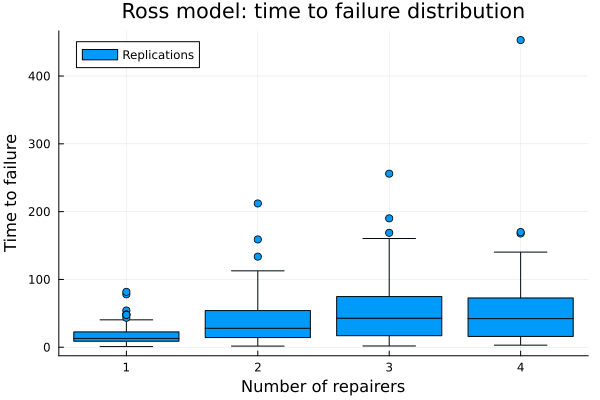 Ross model: time to failure distribution
Replications
Time to failure
400
300
200
100
0
1 2 3 4
Number of repairers